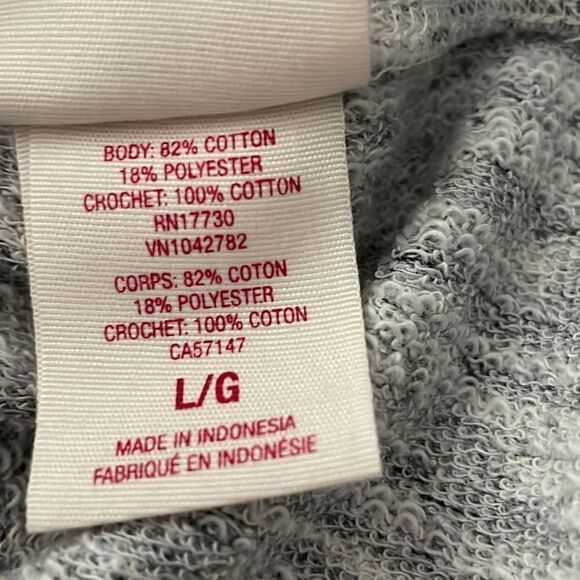 BODY: 82% COTTON
18% POLYESTER
CROCHET: 100% COTTON
RN17730
VN1042782
CORPS: 82% COTON
18% POLYESTER
CROCHET: 100% COTON
CA57147
L/G
MADE IN INDONESIA
FABRIQUÉ EN INDONÉSIE